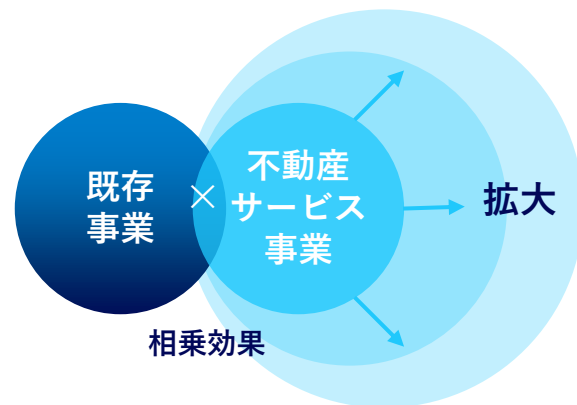 既存
事業
×
不動産
サービス
事業
拡大
相乗効果